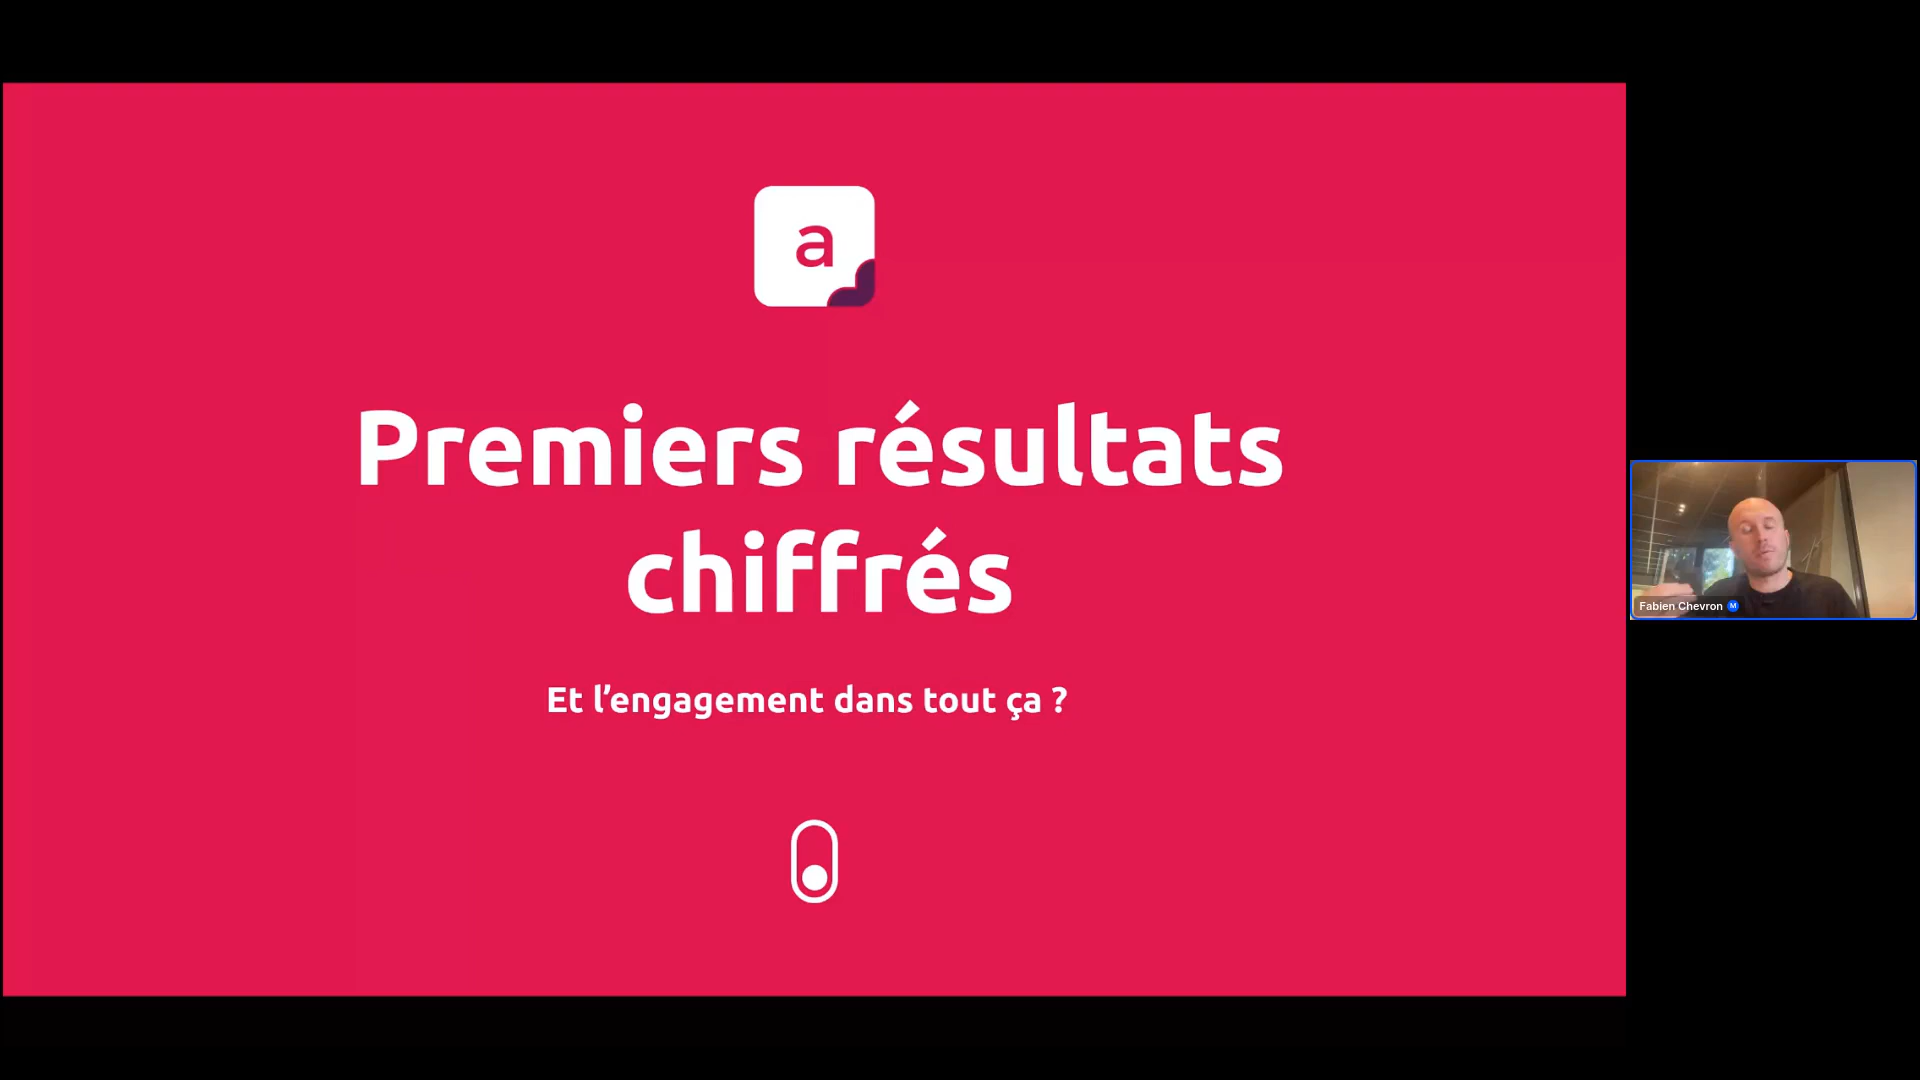 a
Premiers résultats
chiffrés
Et l’engagement dans tout ça ?
Fabien Chevron M